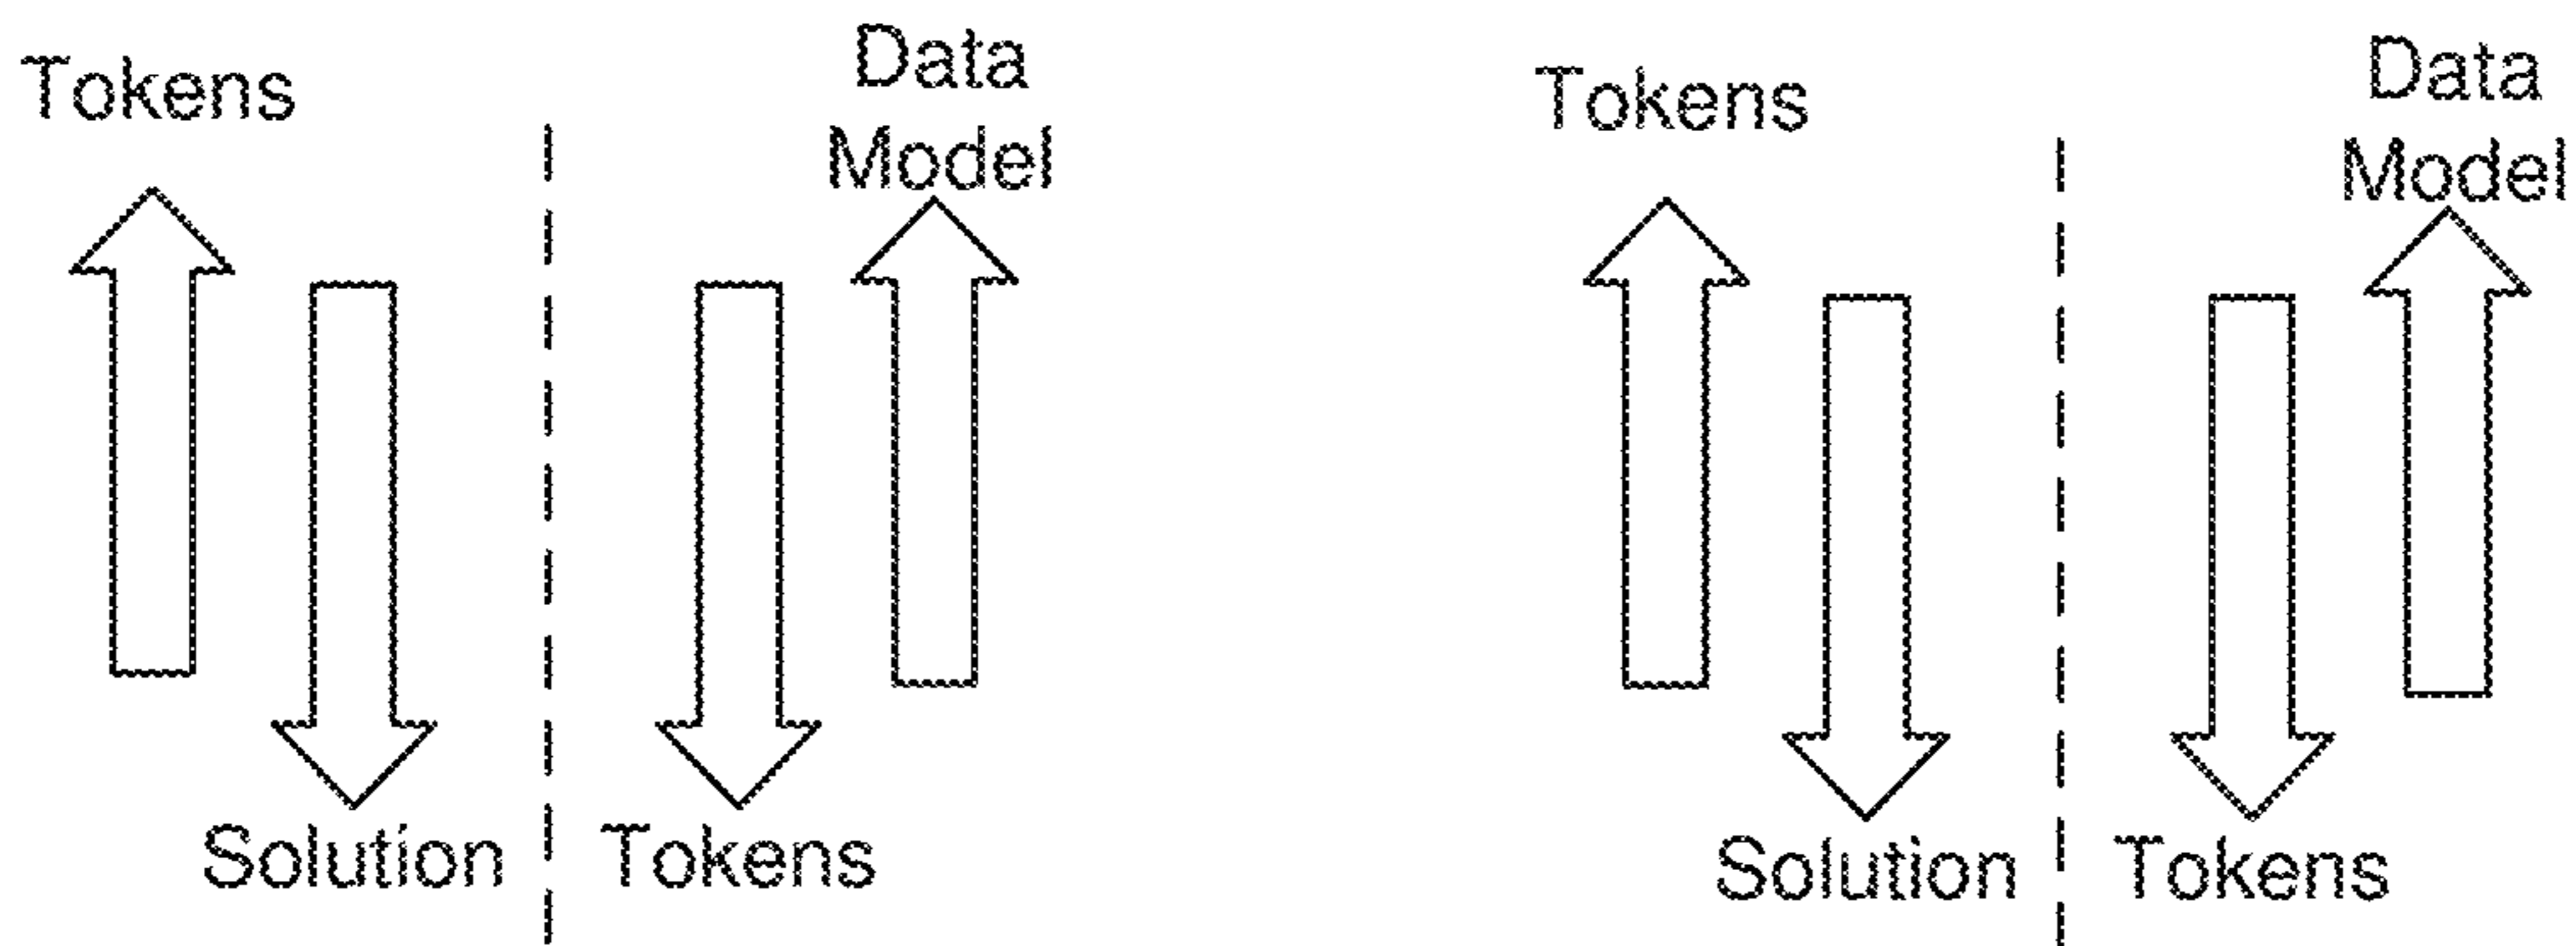 Tokens
Data
Model
Solution
Tokens
Tokens
Data
Model
Solution
Tokens